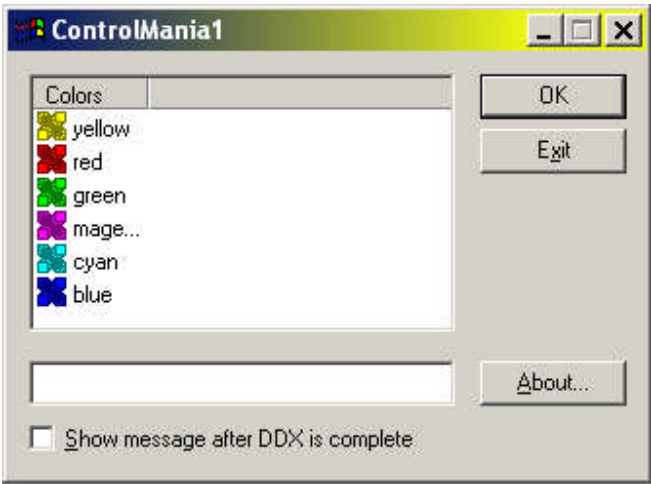 ControlMania1
Colors
yellow
red
green
mage...
cyan
blue
OK
Exit
About...
Show message after DDX is complete